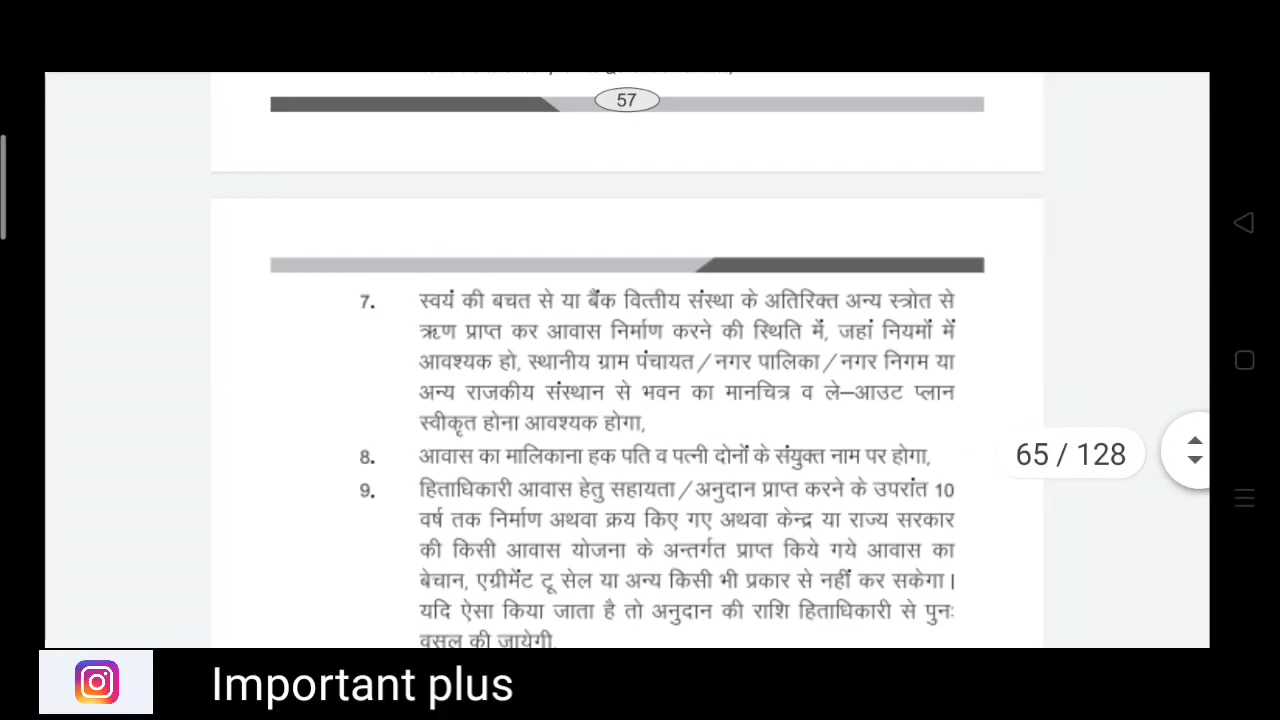 57
7. स्वयं की बचत से या बैंक वित्तीय संस्था के अतिरिक्त अन्य स्त्रोत से
ऋण प्राप्त कर आवास निर्माण करने की स्थिति में, जहां नियमों में
आवश्यक हो, स्थानीय ग्राम पंचायत/नगर पालिका/नगर निगम या
अन्य राजकीय संस्थान से भवन का मानचित्र व ले–आउट प्लान
स्वीकृत होना आवश्यक होगा,
8. आवास का मालिकाना हक पति व पत्नी दोनों के संयुक्त नाम पर होगा,
9. हिताधिकारी आवास हेतु सहायता/अनुदान प्राप्त करने के उपरांत 10
वर्ष तक निर्माण अथवा क्रय किए गए अथवा केन्द्र या राज्य सरकार
की किसी आवास योजना के अन्तर्गत प्राप्त किये गये आवास का
बेचान, एग्रीमेंट टू सेल या अन्य किसी भी प्रकार से नहीं कर सकेगा।
यदि ऐसा किया जाता है तो अनुदान की राशि हिताधिकारी से पुनः
वसूल की जायेगी,
65 / 128
Important plus